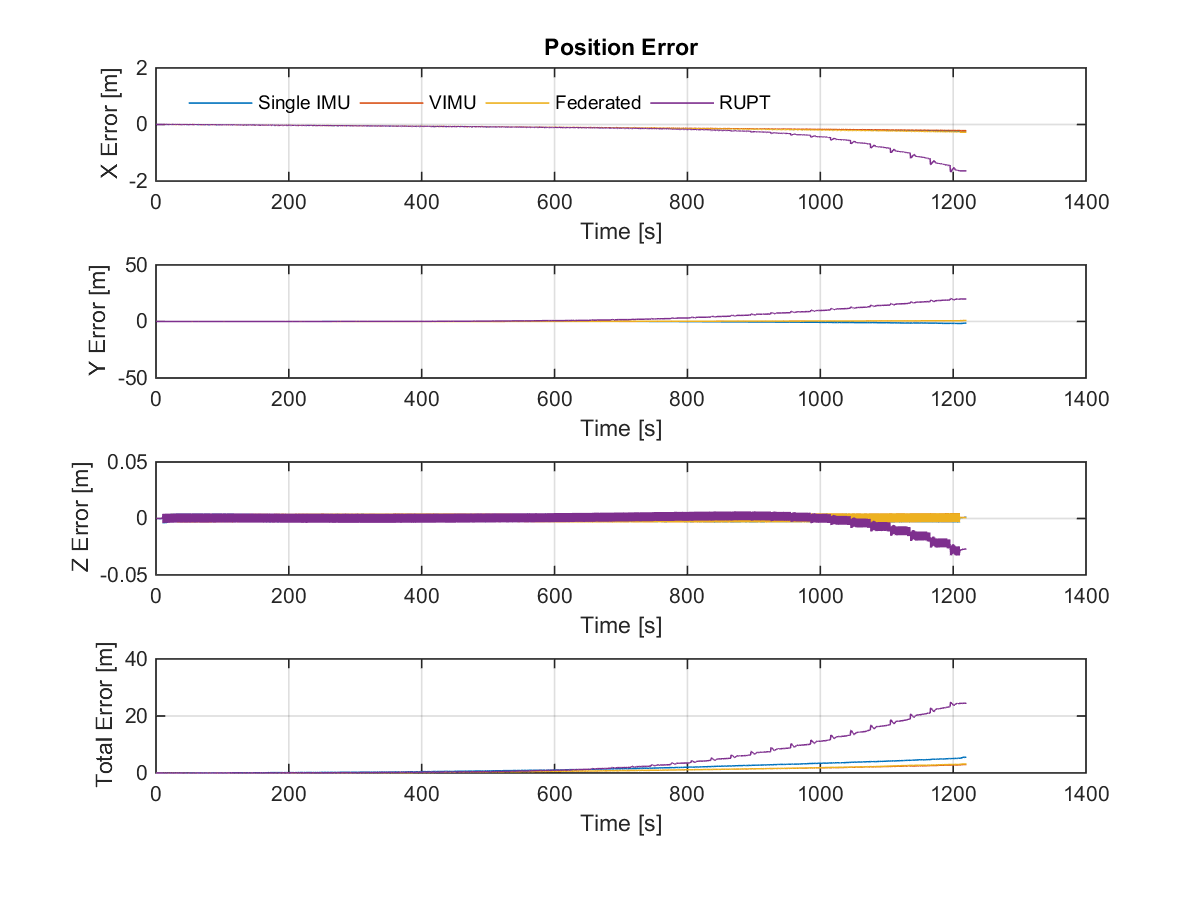 Position Error
2
Single IMU VIMU Federated RUPT
0
-2
X Error [m]
0 200 400 600 800 1000 1200 1400
Time [s]
50
0
-50
Y Error [m]
0 200 400 600 800 1000 1200 1400
Time [s]
0.05
0
-0.05
Z Error [m]
0 200 400 600 800 1000 1200 1400
Time [s]
40
20
0
Total Error [m]
0 200 400 600 800 1000 1200 1400
Time [s]